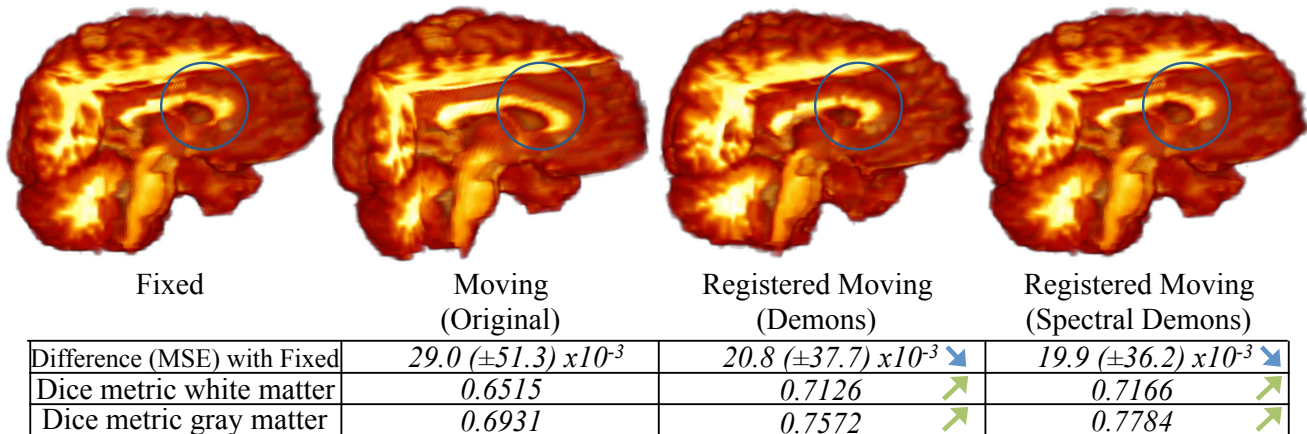 Fixed
Moving
(Original)
Registered Moving
(Demons)
Registered Moving
(Spectral Demons)
Difference (MSE) with Fixed 29.0 (±51.3) x10⁻³ 20.8 (±37.7) x10⁻³ 19.9 (±36.2) x10⁻³
Dice metric white matter 0.6515 0.7126 0.7166
Dice metric gray matter 0.6931 0.7572 0.7784